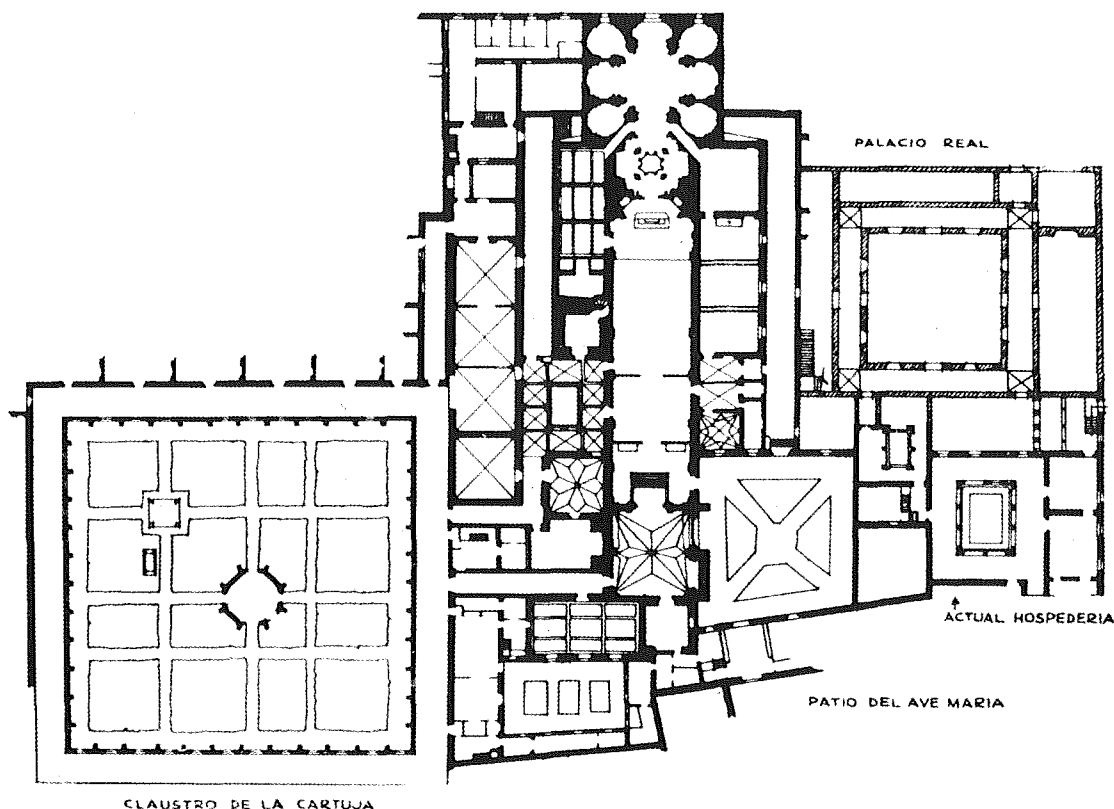 PALACIO REAL
ACTUAL HOSPEDERIA
PATIO DEL AVE MARIA
CLAUSTRO DE LA CARTUJA